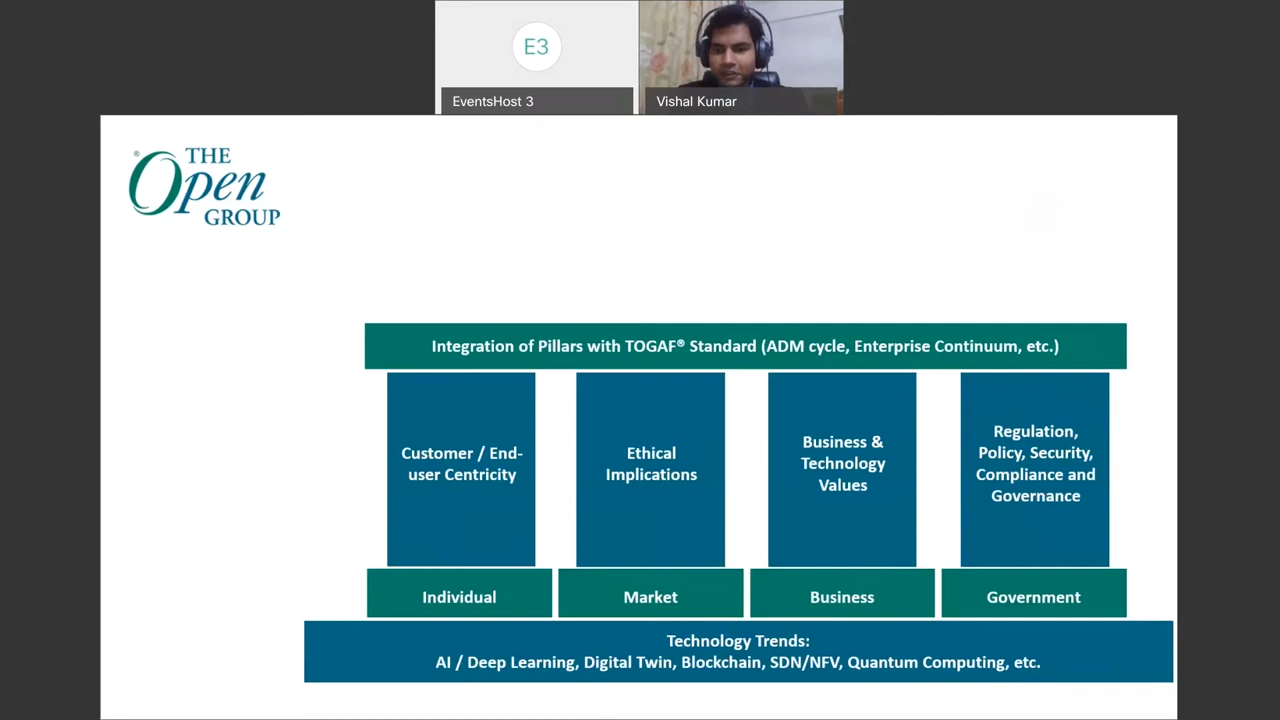 E3
EventsHost 3
Vishal Kumar
® THE
Open
GROUP
Integration of Pillars with TOGAF® Standard (ADM cycle, Enterprise Continuum, etc.)
Customer / End-
user Centricity
Ethical
Implications
Business &
Technology
Values
Regulation,
Policy, Security,
Compliance and
Governance
Individual
Market
Business
Government
Technology Trends:
AI / Deep Learning, Digital Twin, Blockchain, SDN/NFV, Quantum Computing, etc.